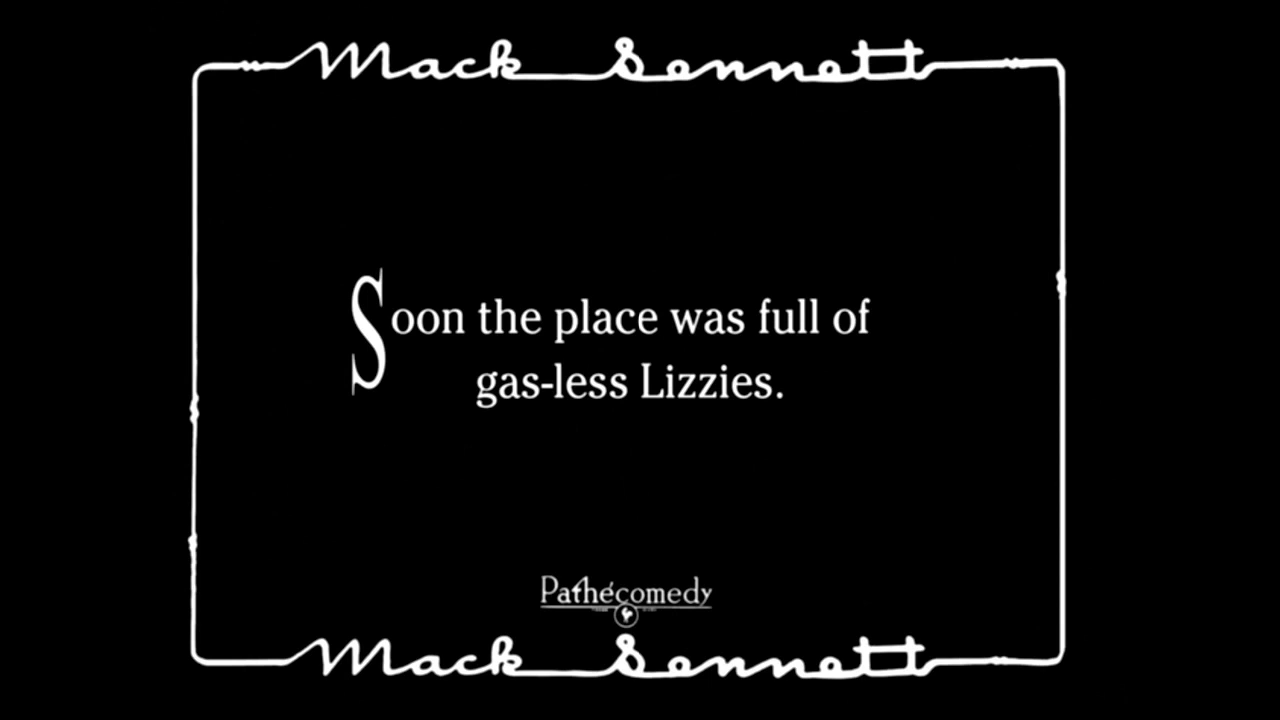 Mack Sennett
Soon the place was full of
gas-less Lizzies.
Pathécomedy
Mack Sennett